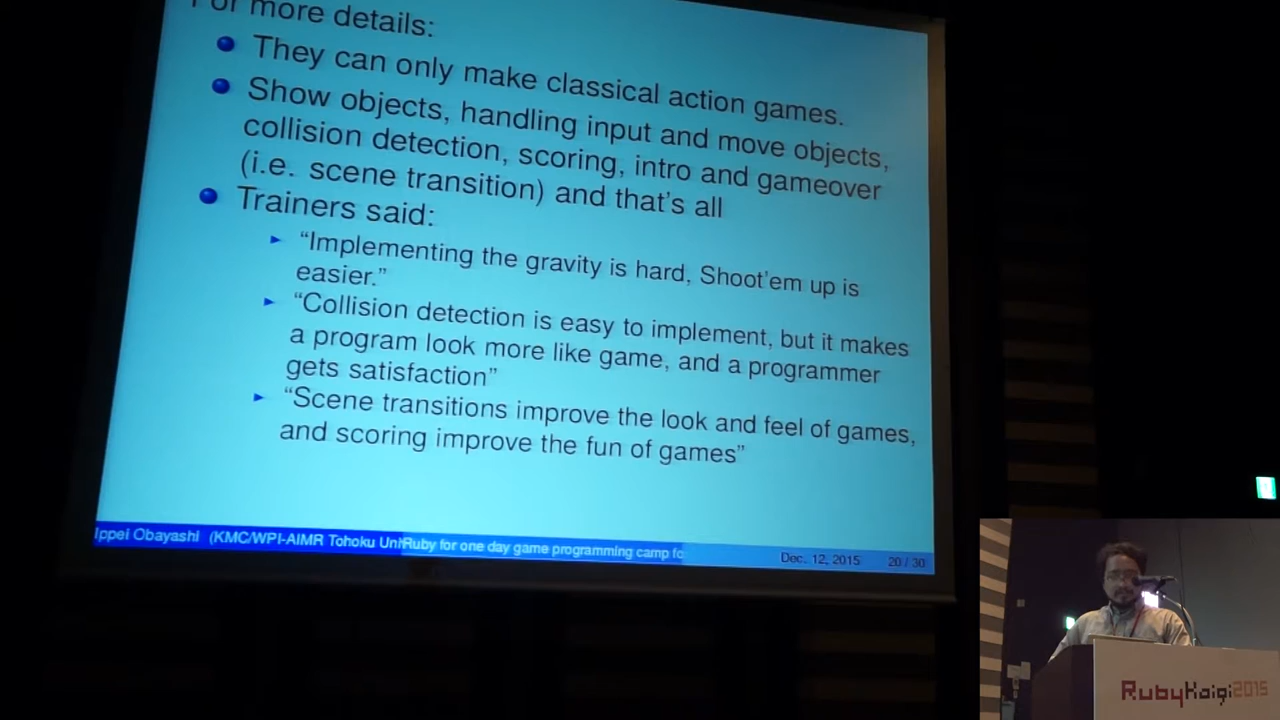 For more details:
They can only make classical action games.
Show objects, handling input and move objects,
collision detection, scoring, intro and gameover
(i.e. scene transition) and that's all
Trainers said:
“Implementing the gravity is hard, Shoot'em up is
easier.”
“Collision detection is easy to implement, but it makes
a program look more like game, and a programmer
gets satisfaction”
“Scene transitions improve the look and feel of games,
and scoring improve the fun of games”
Ippei Obayashi (KMC/WPI-AIMR Tohoku Uni Ruby for one day game programming camp fo Dec. 12, 2015 20 / 30
RubyKaigi2015